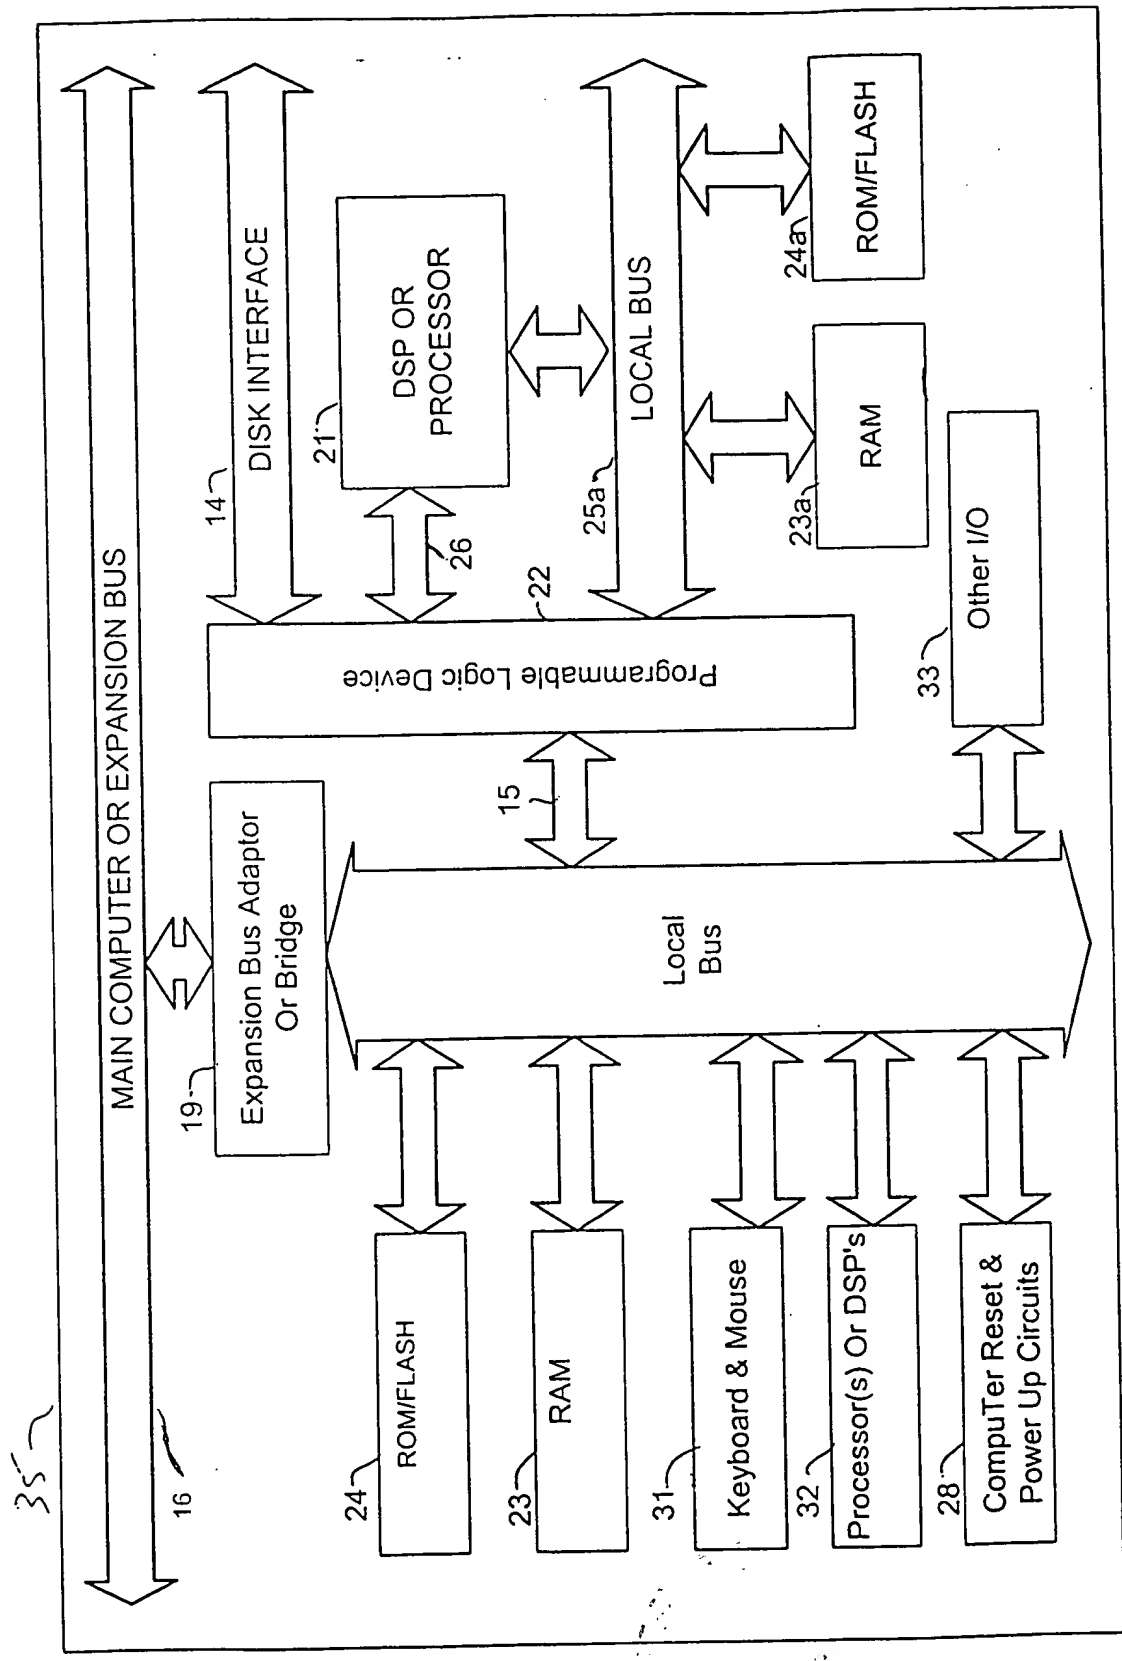 35
MAIN COMPUTER OR EXPANSION BUS
16
19
Expansion Bus Adaptor
Or Bridge
14
DISK INTERFACE
21
DSP OR
PROCESSOR
26
22
Programmable Logic Device
25a
LOCAL BUS
15
Local
Bus
24
ROM/FLASH
23
RAM
31
Keyboard & Mouse
32
Processor(s) Or DSP's
28
CompuTer Reset &
Power Up Circuits
23a
RAM
24a
ROM/FLASH
33
Other I/O